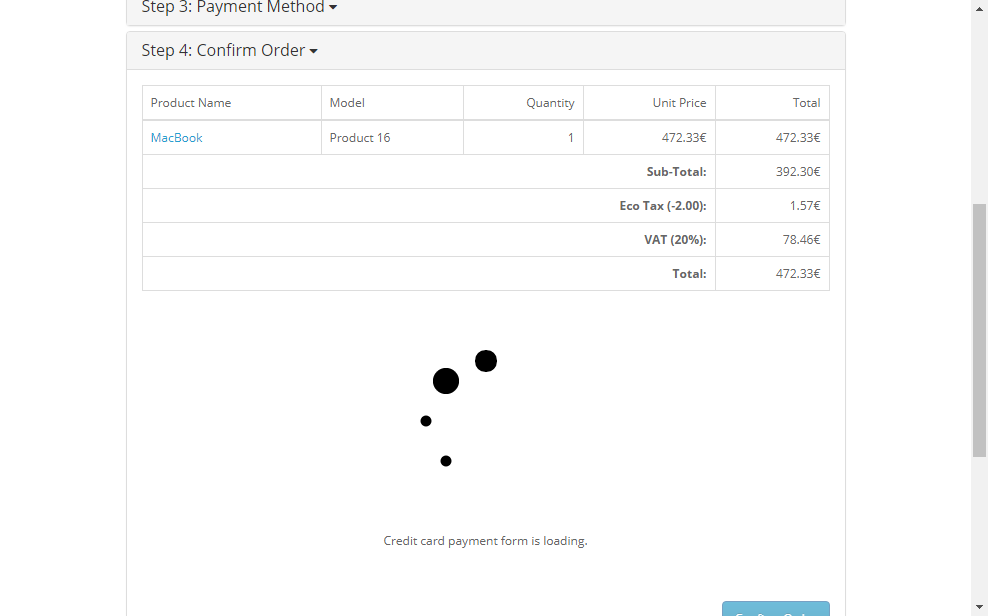 Step 3: Payment Method
Step 4: Confirm Order
Product Name Model Quantity Unit Price Total
MacBook Product 16 1 472.33€ 472.33€
Sub-Total: 392.30€
Eco Tax (-2.00): 1.57€
VAT (20%): 78.46€
Total: 472.33€
Credit card payment form is loading.